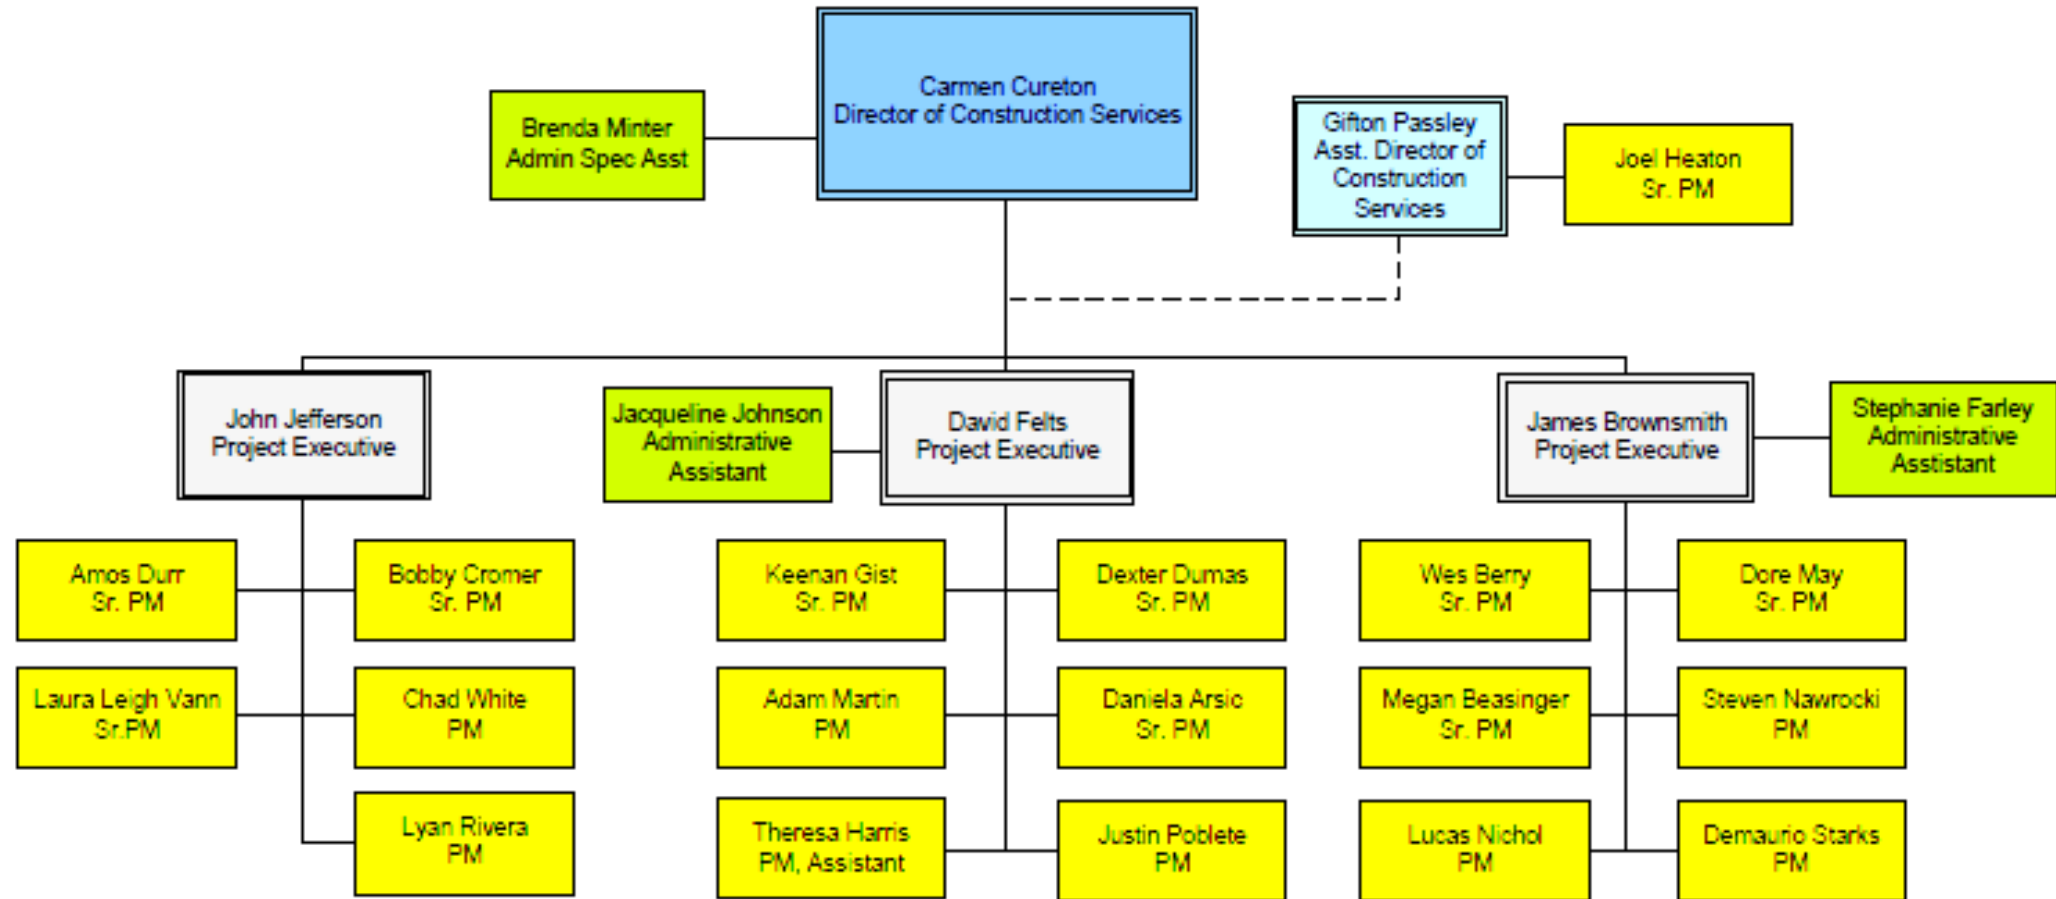 Carmen Cureton
Director of Construction Services
Brenda Minter
Admin Spec Asst
Gifton Passley
Asst. Director of
Construction
Services
Joel Heaton
Sr. PM
John Jefferson
Project Executive
Jacqueline Johnson
Administrative
Assistant
David Felts
Project Executive
James Brownsmith
Project Executive
Stephanie Farley
Administrative
Asstistant
Amos Durr
Sr. PM
Bobby Cromer
Sr. PM
Keenan Gist
Sr. PM
Dexter Dumas
Sr. PM
Wes Berry
Sr. PM
Dore May
Sr. PM
Laura Leigh Vann
Sr.PM
Chad White
PM
Adam Martin
PM
Daniela Arsic
Sr. PM
Megan Beasinger
Sr. PM
Steven Nawrocki
PM
Lyan Rivera
PM
Theresa Harris
PM, Assistant
Justin Poblete
PM
Lucas Nichol
PM
Demaurio Starks
PM